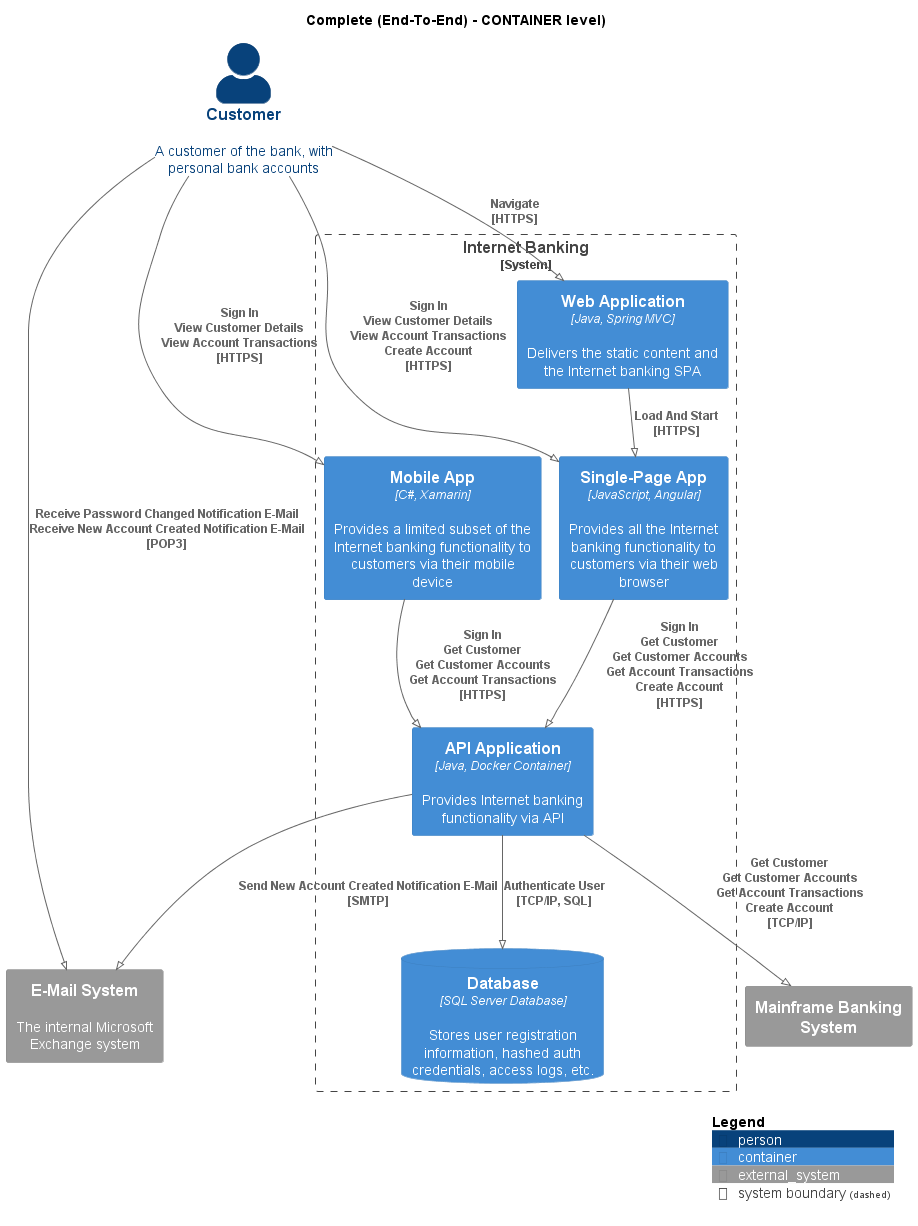 Complete (End-To-End) - CONTAINER level)
Customer
A customer of the bank, with
personal bank accounts
Navigate
[HTTPS]
Internet Banking
[System]
Web Application
[Java, Spring MVC]
Delivers the static content and
the Internet banking SPA
Sign In
View Customer Details
View Account Transactions
[HTTPS]
Sign In
View Customer Details
View Account Transactions
Create Account
[HTTPS]
Load And Start
[HTTPS]
Mobile App
[C#, Xamarin]
Provides a limited subset of the
Internet banking functionality to
customers via their mobile
device
Single-Page App
[JavaScript, Angular]
Provides all the Internet
banking functionality to
customers via their web
browser
Receive Password Changed Notification E-Mail
Receive New Account Created Notification E-Mail
[POP3]
Sign In
Get Customer
Get Customer Accounts
Get Account Transactions
[HTTPS]
Sign In
Get Customer
Get Customer Accounts
Get Account Transactions
Create Account
[HTTPS]
API Application
[Java, Docker Container]
Provides Internet banking
functionality via API
Send New Account Created Notification E-Mail
[SMTP]
Authenticate User
[TCP/IP, SQL]
Get Customer
Get Customer Accounts
Get Account Transactions
Create Account
[TCP/IP]
E-Mail System
The internal Microsoft
Exchange system
Database
[SQL Server Database]
Stores user registration
information, hashed auth
credentials, access logs, etc.
Mainframe Banking
System
Legend
person
container
external_system
system boundary (dashed)